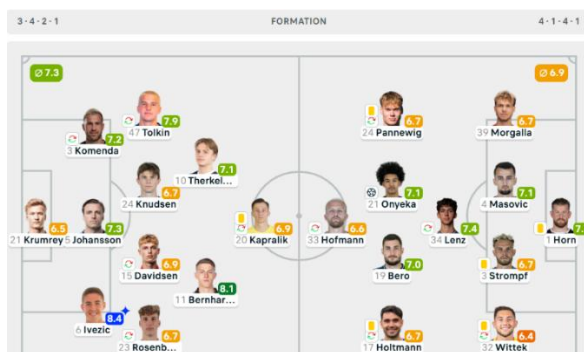 3-4-2-1 FORMATION 4-1-4-1
Ø 7.3 Ø 6.9
7.9
47 Tolkin
7.2
3 Komenda
7.1
10 Therkel...
6.7
24 Knudsen
6.5
21 Krumrey
7.3
5 Johansson
6.9
15 Davidsen
8.1
11 Bernhar...
8.4
6 Ivezic
6.7
23 Rosenb...
6.9
20 Kapralik
6.6
33 Hofmann
6.7
24 Pannewig
6.7
39 Morgalla
7.1
21 Onyeka
7.1
4 Masovic
7.4
34 Lenz
1 Horn
7.0
19 Bero
6.7
3 Strompf
6.7
17 Holtmann
6.4
32 Wittek